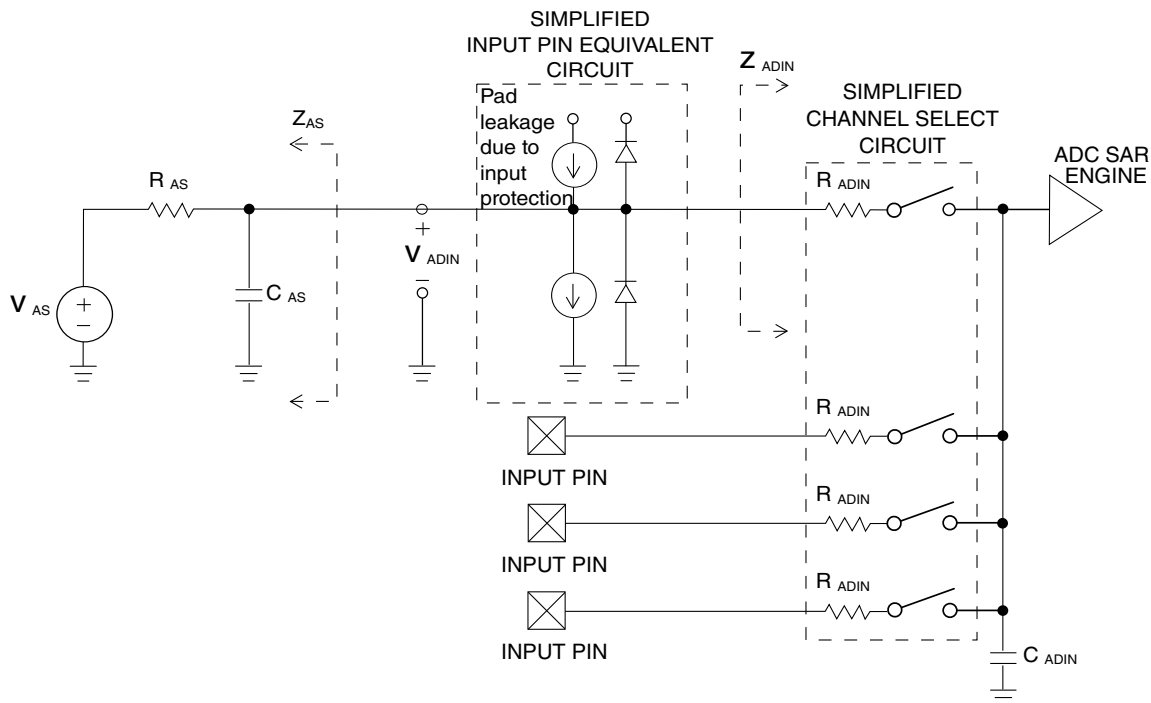 SIMPLIFIED
INPUT PIN EQUIVALENT
CIRCUIT
Z ADIN
SIMPLIFIED
CHANNEL SELECT
CIRCUIT
Pad
leakage
due to
input
protection
ZAS
R AS
R ADIN
ADC SAR
ENGINE
+
V ADIN
–
C AS
V AS
+
–
R ADIN
INPUT PIN
R ADIN
INPUT PIN
R ADIN
INPUT PIN
C ADIN